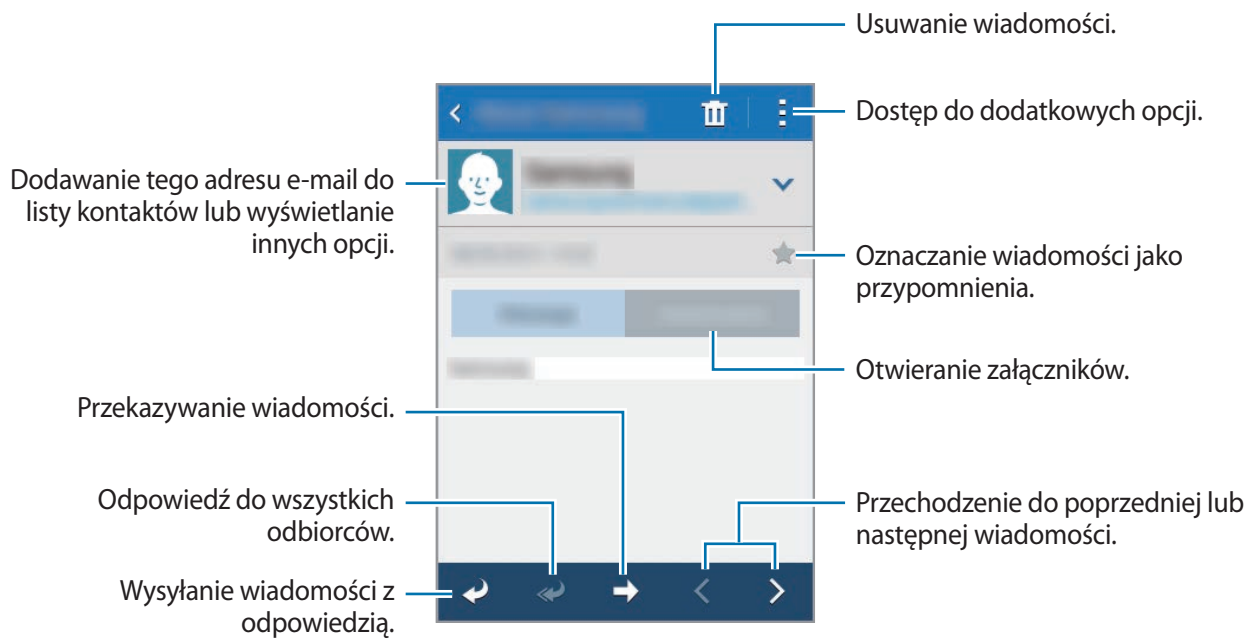 Usuwanie wiadomości.
Dostęp do dodatkowych opcji.
Dodawanie tego adresu e-mail do
listy kontaktów lub wyświetlanie
innych opcji.
Oznaczanie wiadomości jako
przypomnienia.
Otwieranie załączników.
Przekazywanie wiadomości.
Odpowiedź do wszystkich
odbiorców.
Przechodzenie do poprzedniej lub
następnej wiadomości.
Wysyłanie wiadomości z
odpowiedzią.